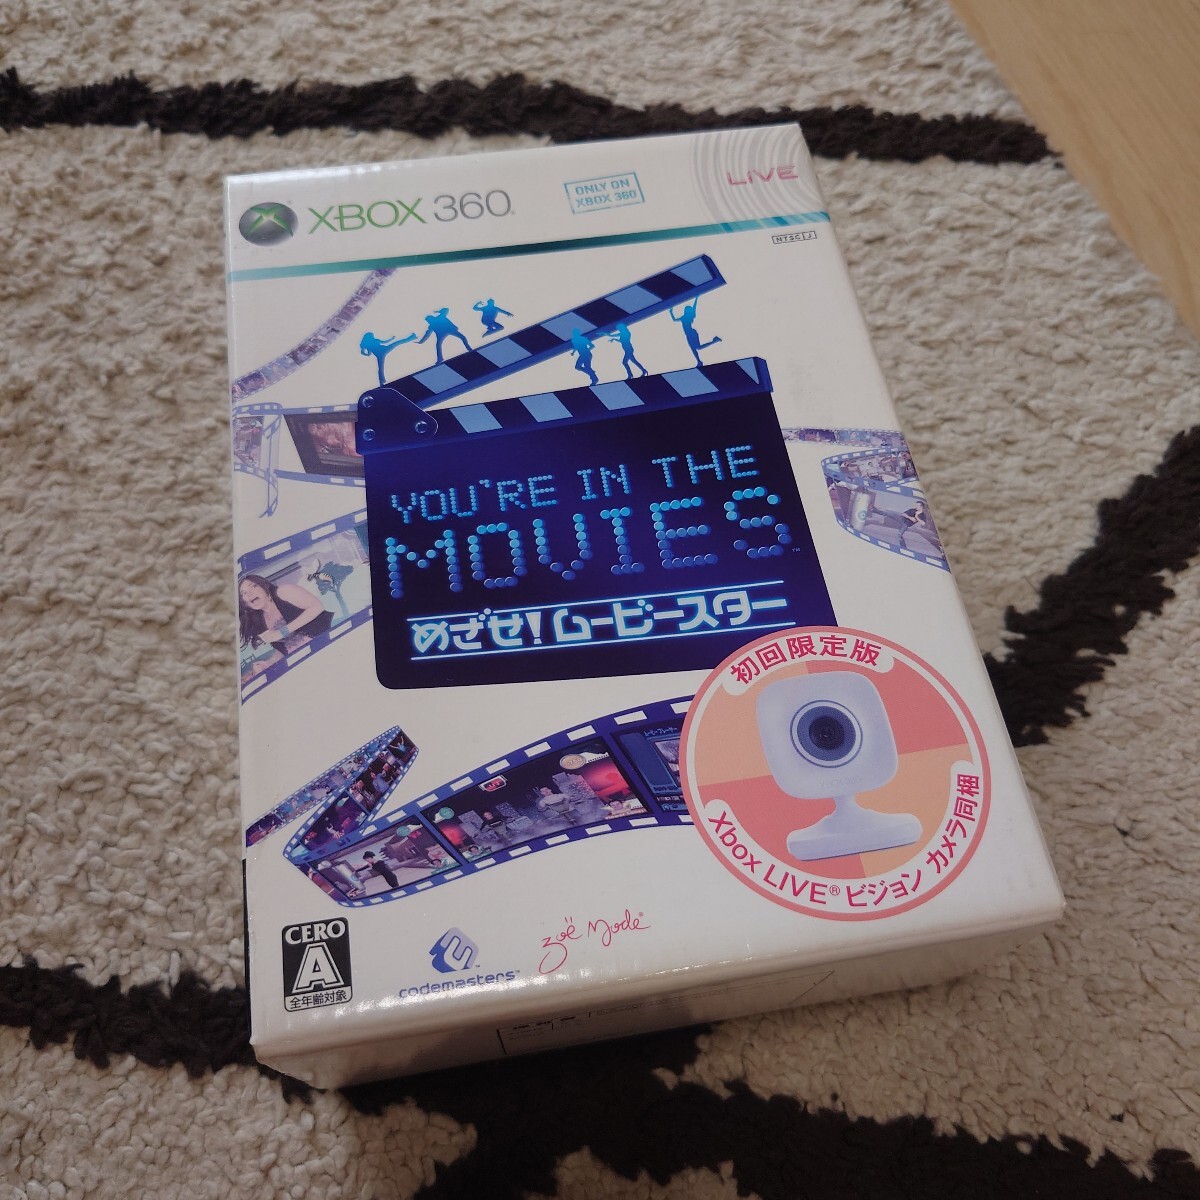 XBOX 360
ONLY ON
XBOX 360
LIVE
NTSC J
YOU'RE IN THE
MOVIES™
めざせ！ムービースター
初回限定版
Xbox LIVE® ビジョン カメラ同梱
CERO
A
全年齢対象
codemasters™
zoë mode®